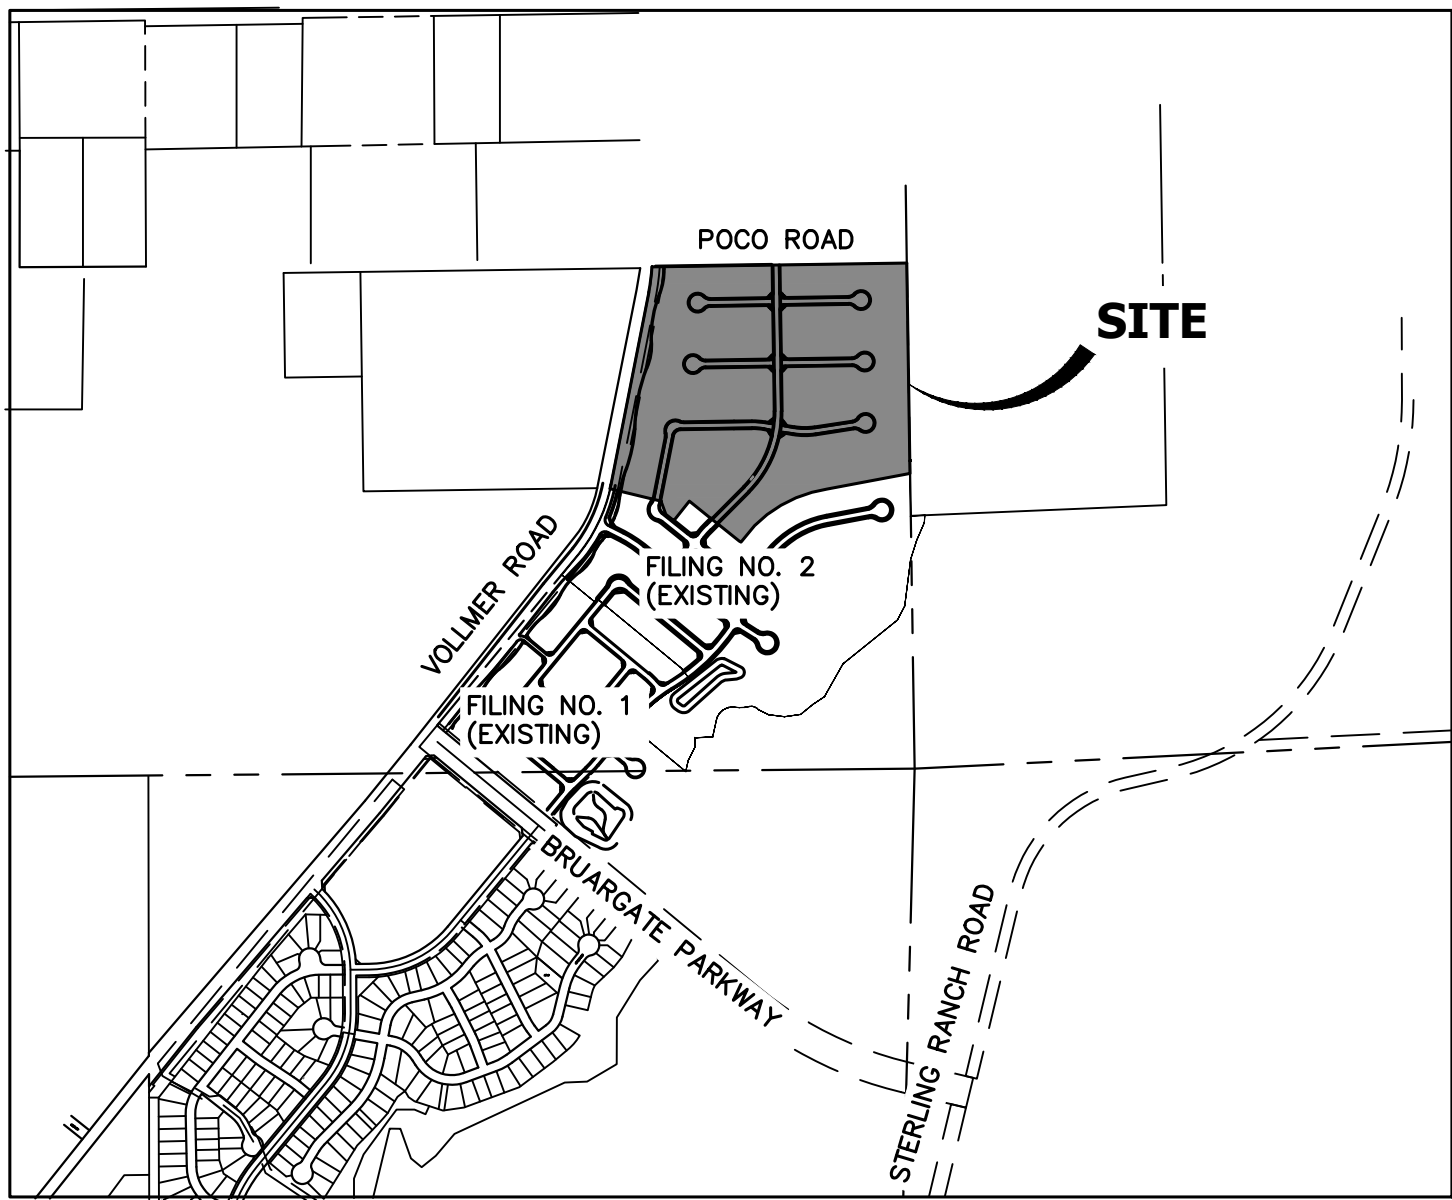 POCO ROAD
SITE
VOLLMER ROAD
FILING NO. 2
(EXISTING)
FILING NO. 1
(EXISTING)
BRUARGATE PARKWAY
STERLING RANCH ROAD